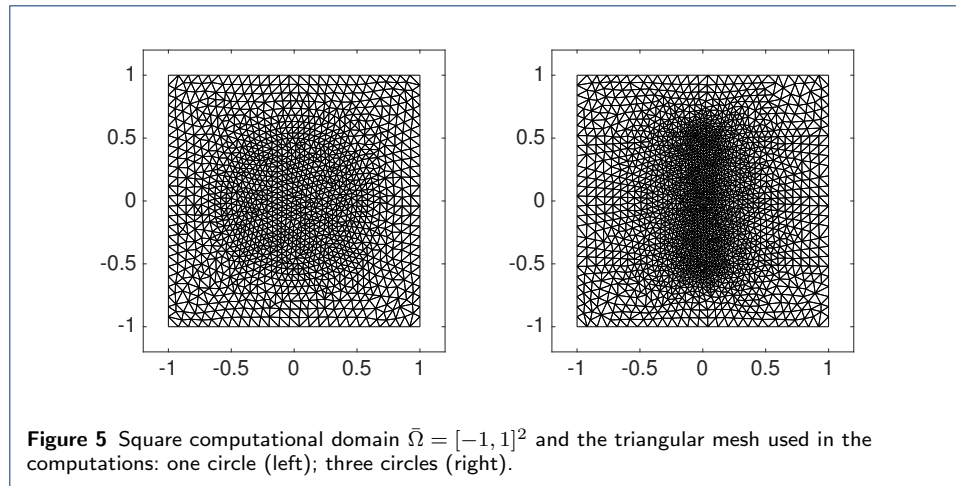 1
0.5
0
-0.5
-1
-1 -0.5 0 0.5 1
1
0.5
0
-0.5
-1
-1 -0.5 0 0.5 1
Figure 5 Square computational domain Ω̄ = [−1, 1]² and the triangular mesh used in the
computations: one circle (left); three circles (right).